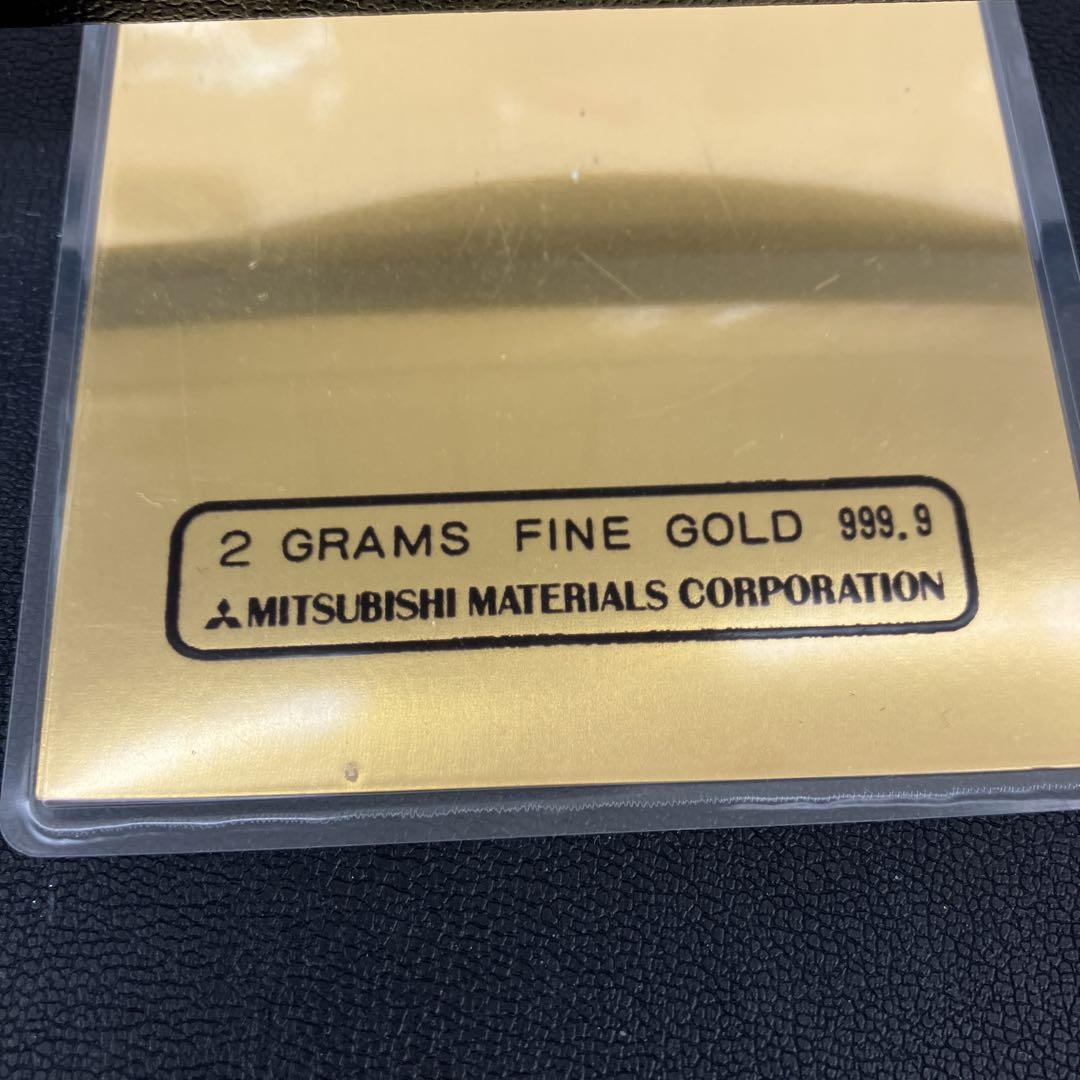 2 GRAMS FINE GOLD 999.9
MITSUBISHI MATERIALS CORPORATION